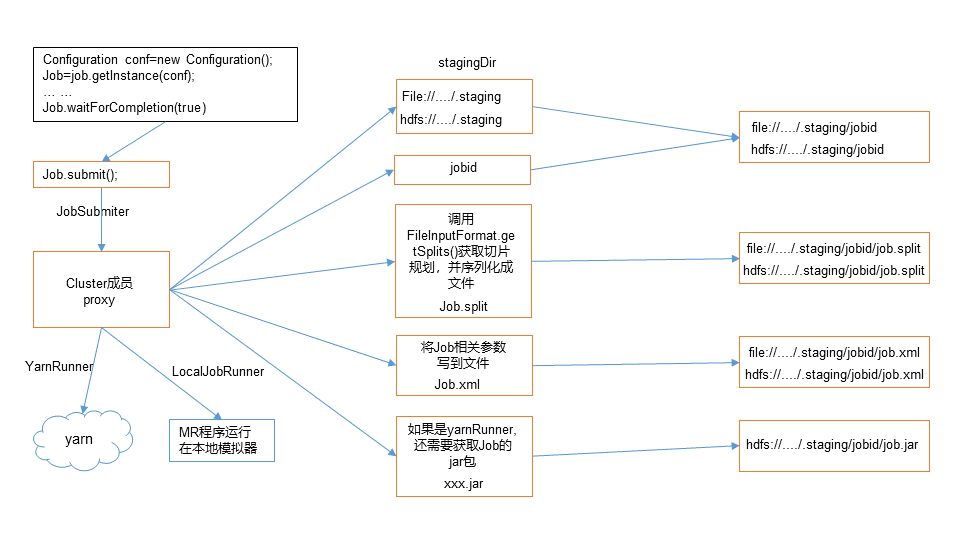 Configuration conf=new Configuration();
Job=job.getInstance(conf);
… …
Job.waitForCompletion(true)
Job.submit();
JobSubmiter
Cluster成员
proxy
YarnRunner
LocalJobRunner
yarn
MR程序运行
在本地模拟器
stagingDir
File://…./.staging
hdfs://…./.staging
jobid
调用
FileInputFormat.ge
tSplits()获取切片
规划，并序列化成
文件
Job.split
将Job相关参数
写到文件
Job.xml
如果是yarnRunner,
还需要获取Job的
jar包
xxx.jar
file://…./.staging/jobid
hdfs://…./.staging/jobid
file://…./.staging/jobid/job.split
hdfs://…./.staging/jobid/job.split
file://…./.staging/jobid/job.xml
hdfs://…./.staging/jobid/job.xml
hdfs://…./.staging/jobid/job.jar